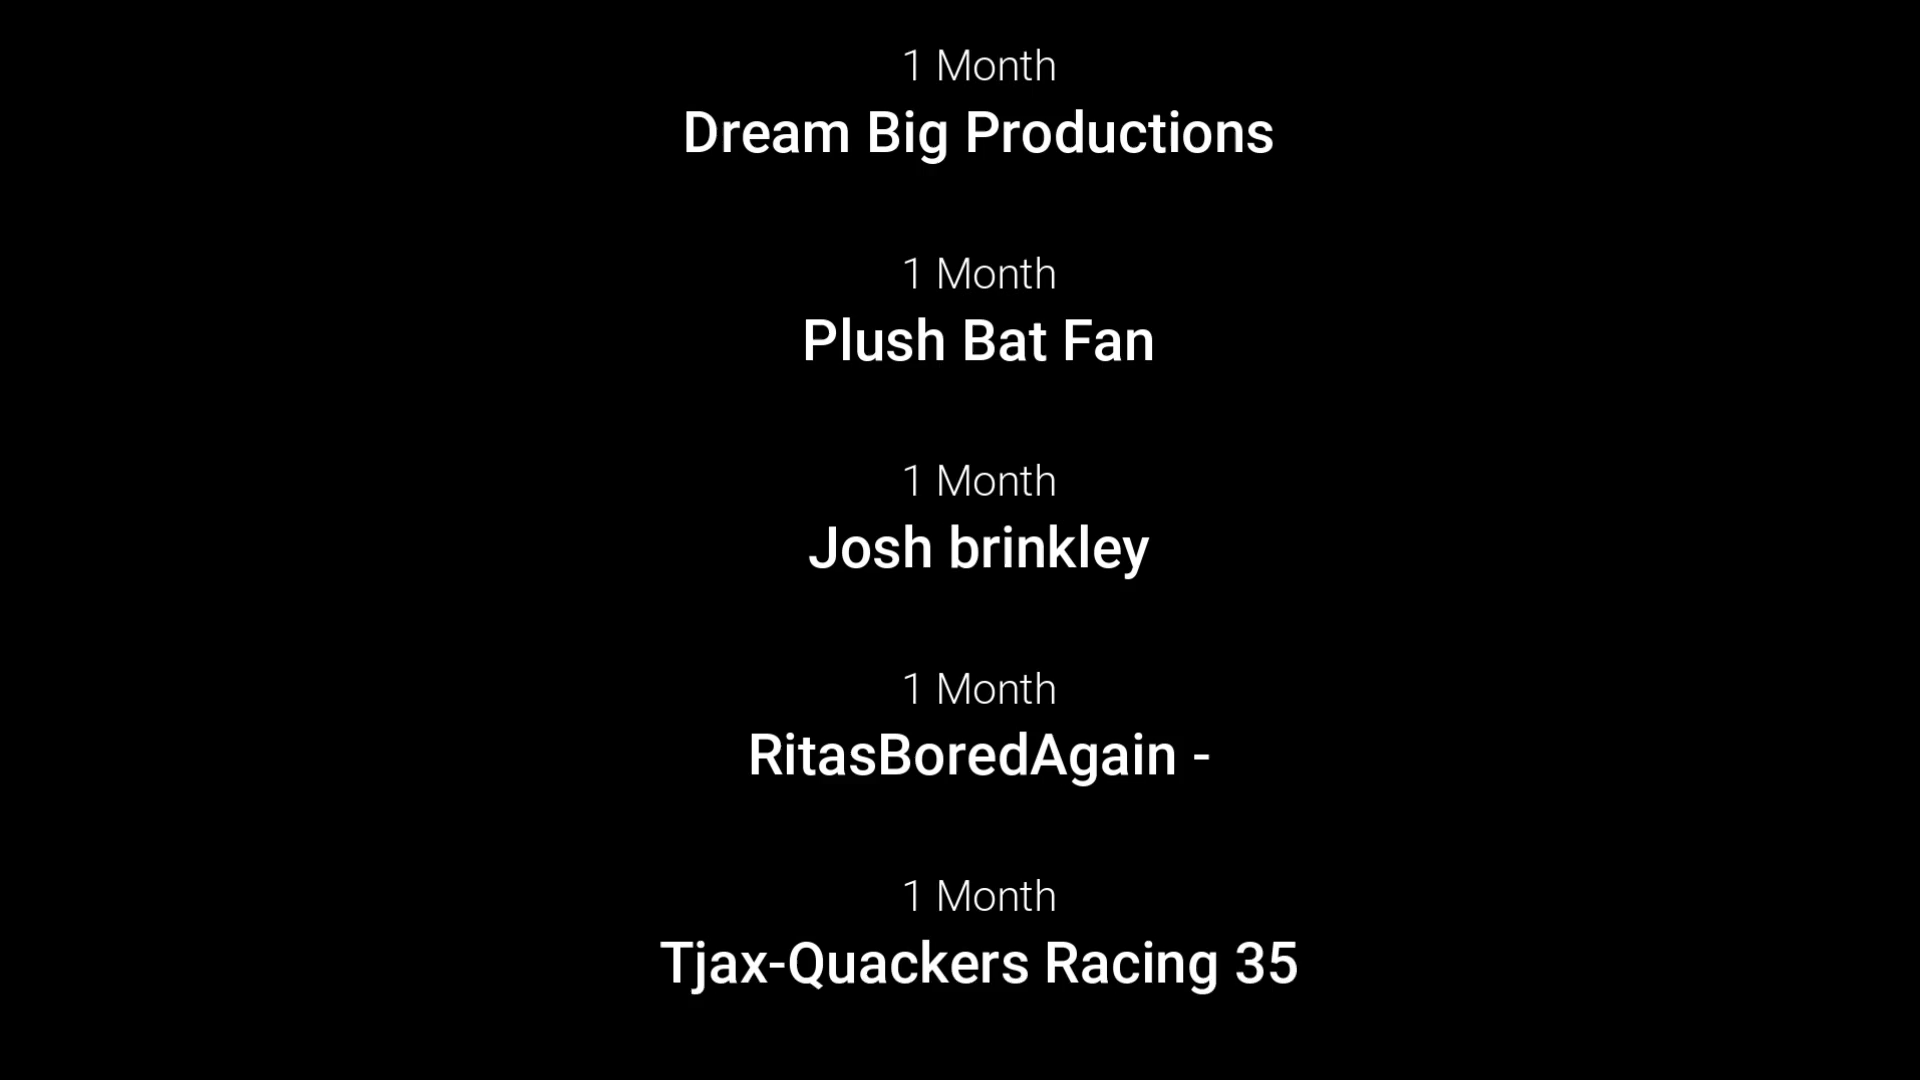 1 Month
Dream Big Productions
1 Month
Plush Bat Fan
1 Month
Josh brinkley
1 Month
RitasBoredAgain -
1 Month
Tjax-Quackers Racing 35